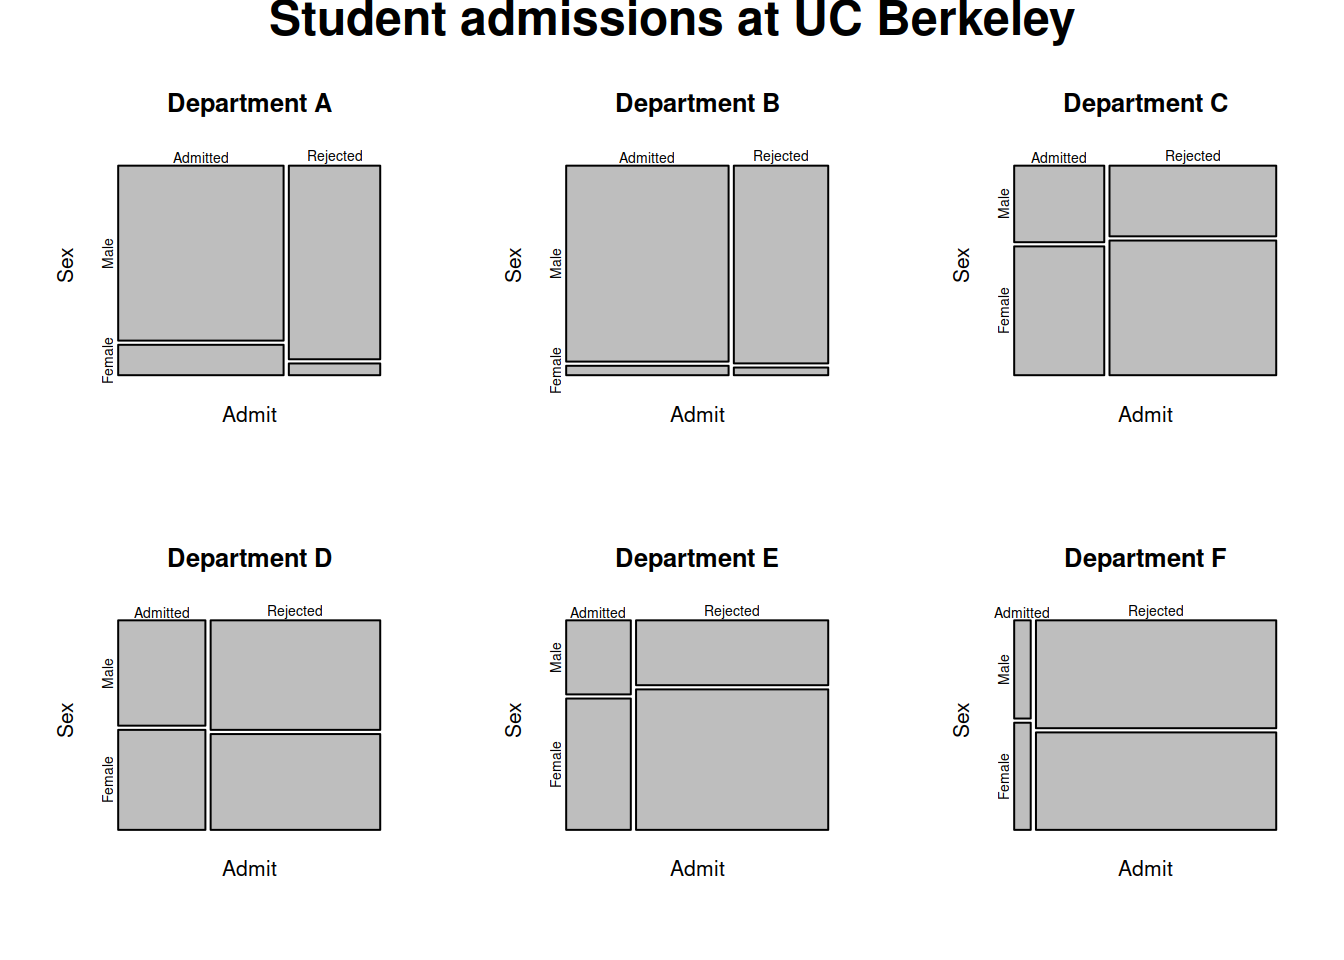 Student admissions at UC Berkeley
Department A
Admitted Rejected
Sex
Male
Female
Admit
Department B
Admitted Rejected
Sex
Male
Female
Admit
Department C
Admitted Rejected
Sex
Male
Female
Admit
Department D
Admitted Rejected
Sex
Male
Female
Admit
Department E
Admitted Rejected
Sex
Male
Female
Admit
Department F
Admitted Rejected
Sex
Male
Female
Admit